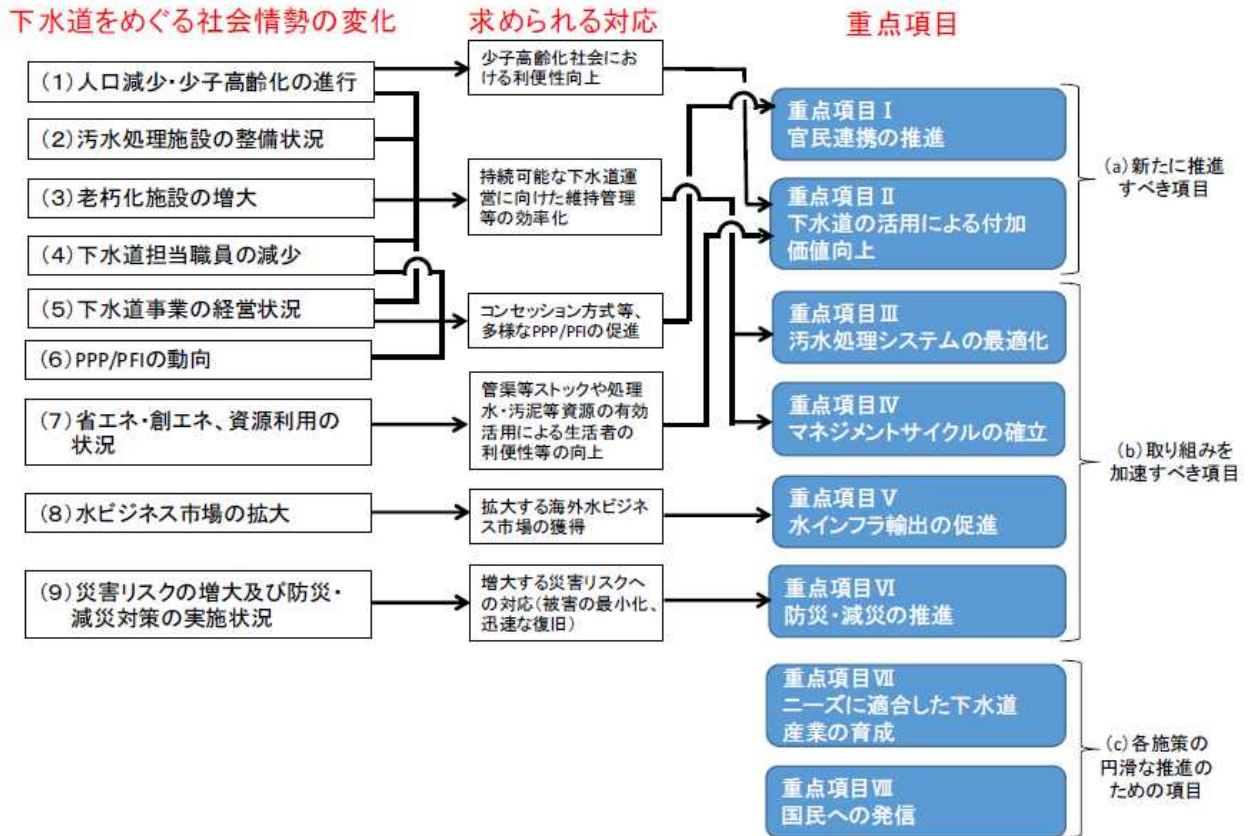 下水道をめぐる社会情勢の変化
求められる対応
重点項目
(1)人口減少・少子高齢化の進行
(2)汚水処理施設の整備状況
(3)老朽化施設の増大
(4)下水道担当職員の減少
(5)下水道事業の経営状況
(6)PPP/PFIの動向
(7)省エネ・創エネ、資源利用の
状況
(8)水ビジネス市場の拡大
(9)災害リスクの増大及び防災・
減災対策の実施状況
少子高齢化社会にお
ける利便性向上
持続可能な下水道運
営に向けた維持管理
等の効率化
コンセッション方式等、
多様なPPP/PFIの促進
管渠等ストックや処理
水・汚泥等資源の有効
活用による生活者の
利便性等の向上
拡大する海外水ビジネ
ス市場の獲得
増大する災害リスクへ
の対応(被害の最小化、
迅速な復旧)
重点項目Ⅰ
官民連携の推進
重点項目Ⅱ
下水道の活用による付加
価値向上
重点項目Ⅲ
汚水処理システムの最適化
重点項目Ⅳ
マネジメントサイクルの確立
重点項目Ⅴ
水インフラ輸出の促進
重点項目Ⅵ
防災・減災の推進
重点項目Ⅶ
ニーズに適合した下水道
産業の育成
重点項目Ⅷ
国民への発信
(a)新たに推進
すべき項目
(b)取り組みを
加速すべき項目
(c)各施策の
円滑な推進の
ための項目